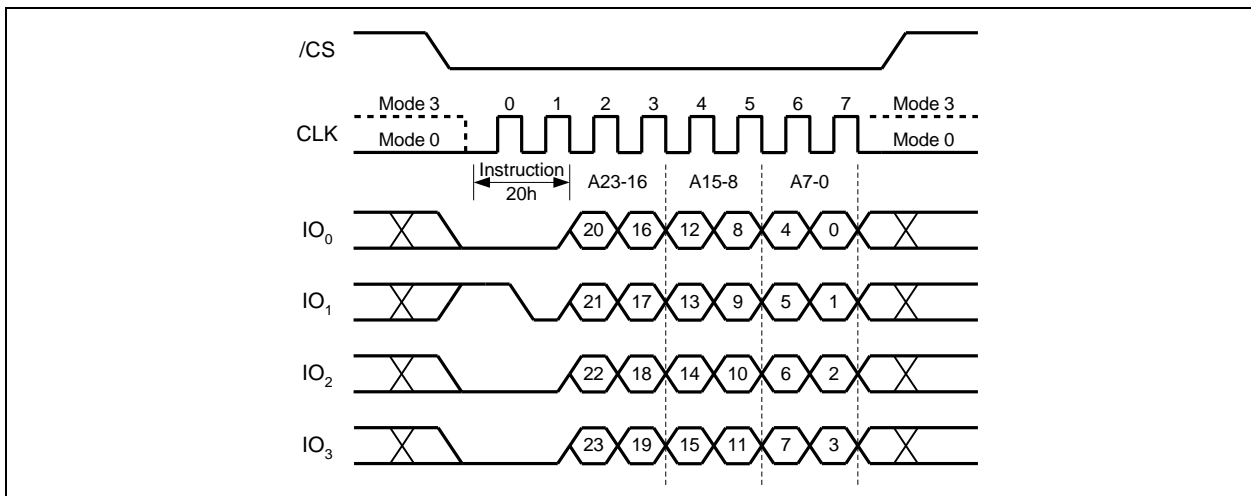 /CS
Mode 3 0 1 2 3 4 5 6 7 Mode 3
CLK Mode 0 Mode 0
Instruction
20h
A23-16 A15-8 A7-0
IO0 20 16 12 8 4 0
IO1 21 17 13 9 5 1
IO2 22 18 14 10 6 2
IO3 23 19 15 11 7 3